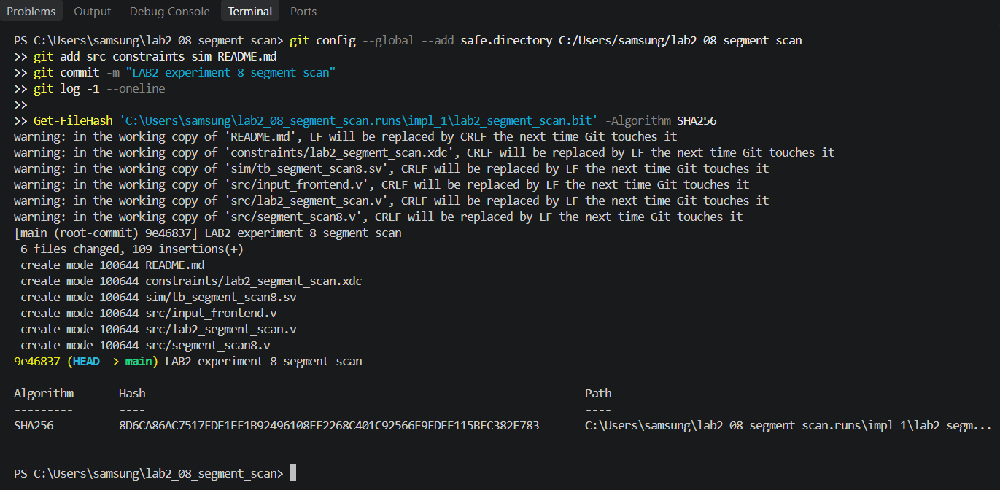 Problems Output Debug Console Terminal Ports
PS C:\Users\samsung\lab2_08_segment_scan> git config --global --add safe.directory C:/Users/samsung/lab2_08_segment_scan
>> git add src constraints sim README.md
>> git commit -m "LAB2 experiment 8 segment scan"
>> git log -1 --oneline
>>
>> Get-FileHash 'C:\Users\samsung\lab2_08_segment_scan.runs\impl_1\lab2_segment_scan.bit' -Algorithm SHA256
warning: in the working copy of 'README.md', LF will be replaced by CRLF the next time Git touches it
warning: in the working copy of 'constraints/lab2_segment_scan.xdc', CRLF will be replaced by LF the next time Git touches it
warning: in the working copy of 'sim/tb_segment_scan8.sv', CRLF will be replaced by LF the next time Git touches it
warning: in the working copy of 'src/input_frontend.v', CRLF will be replaced by LF the next time Git touches it
warning: in the working copy of 'src/lab2_segment_scan.v', CRLF will be replaced by LF the next time Git touches it
warning: in the working copy of 'src/segment_scan8.v', CRLF will be replaced by LF the next time Git touches it
[main (root-commit) 9e46837] LAB2 experiment 8 segment scan
 6 files changed, 109 insertions(+)
 create mode 100644 README.md
 create mode 100644 constraints/lab2_segment_scan.xdc
 create mode 100644 sim/tb_segment_scan8.sv
 create mode 100644 src/input_frontend.v
 create mode 100644 src/lab2_segment_scan.v
 create mode 100644 src/segment_scan8.v
9e46837 (HEAD -> main) LAB2 experiment 8 segment scan
Algorithm Hash Path
--------- ---- ----
SHA256 8D6CA86AC7517FDE1EF1B92496108FF2268C401C92566F9FDFE115BFC382F783 C:\Users\samsung\lab2_08_segment_scan.runs\impl_1\lab2_segm...
PS C:\Users\samsung\lab2_08_segment_scan>